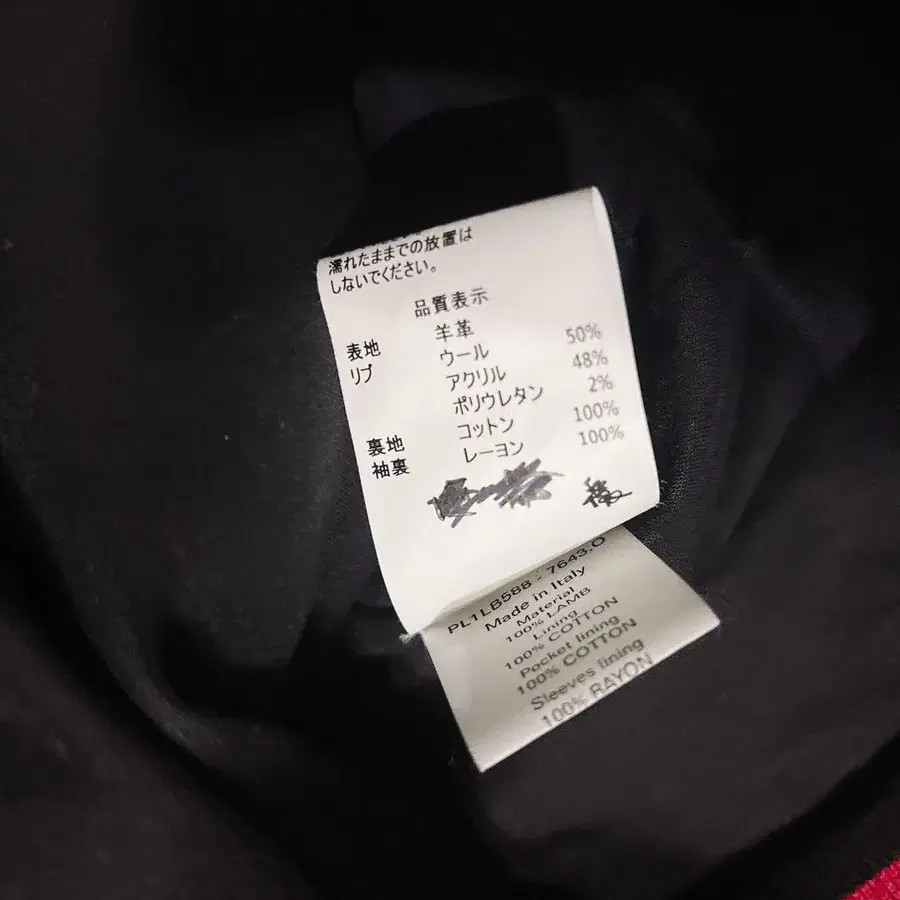 濡れたままでの放置は
しないでください。
品質表示
表地 羊革
リブ ウール 50%
アクリル 48%
ポリウレタン 2%
裏地 コットン 100%
袖裏 レーヨン 100%
PL1LB588 - 7643.O
Made in Italy
Material
100% LAMB
Lining
100% COTTON
Pocket lining
100% COTTON
Sleeves lining
100% RAYON